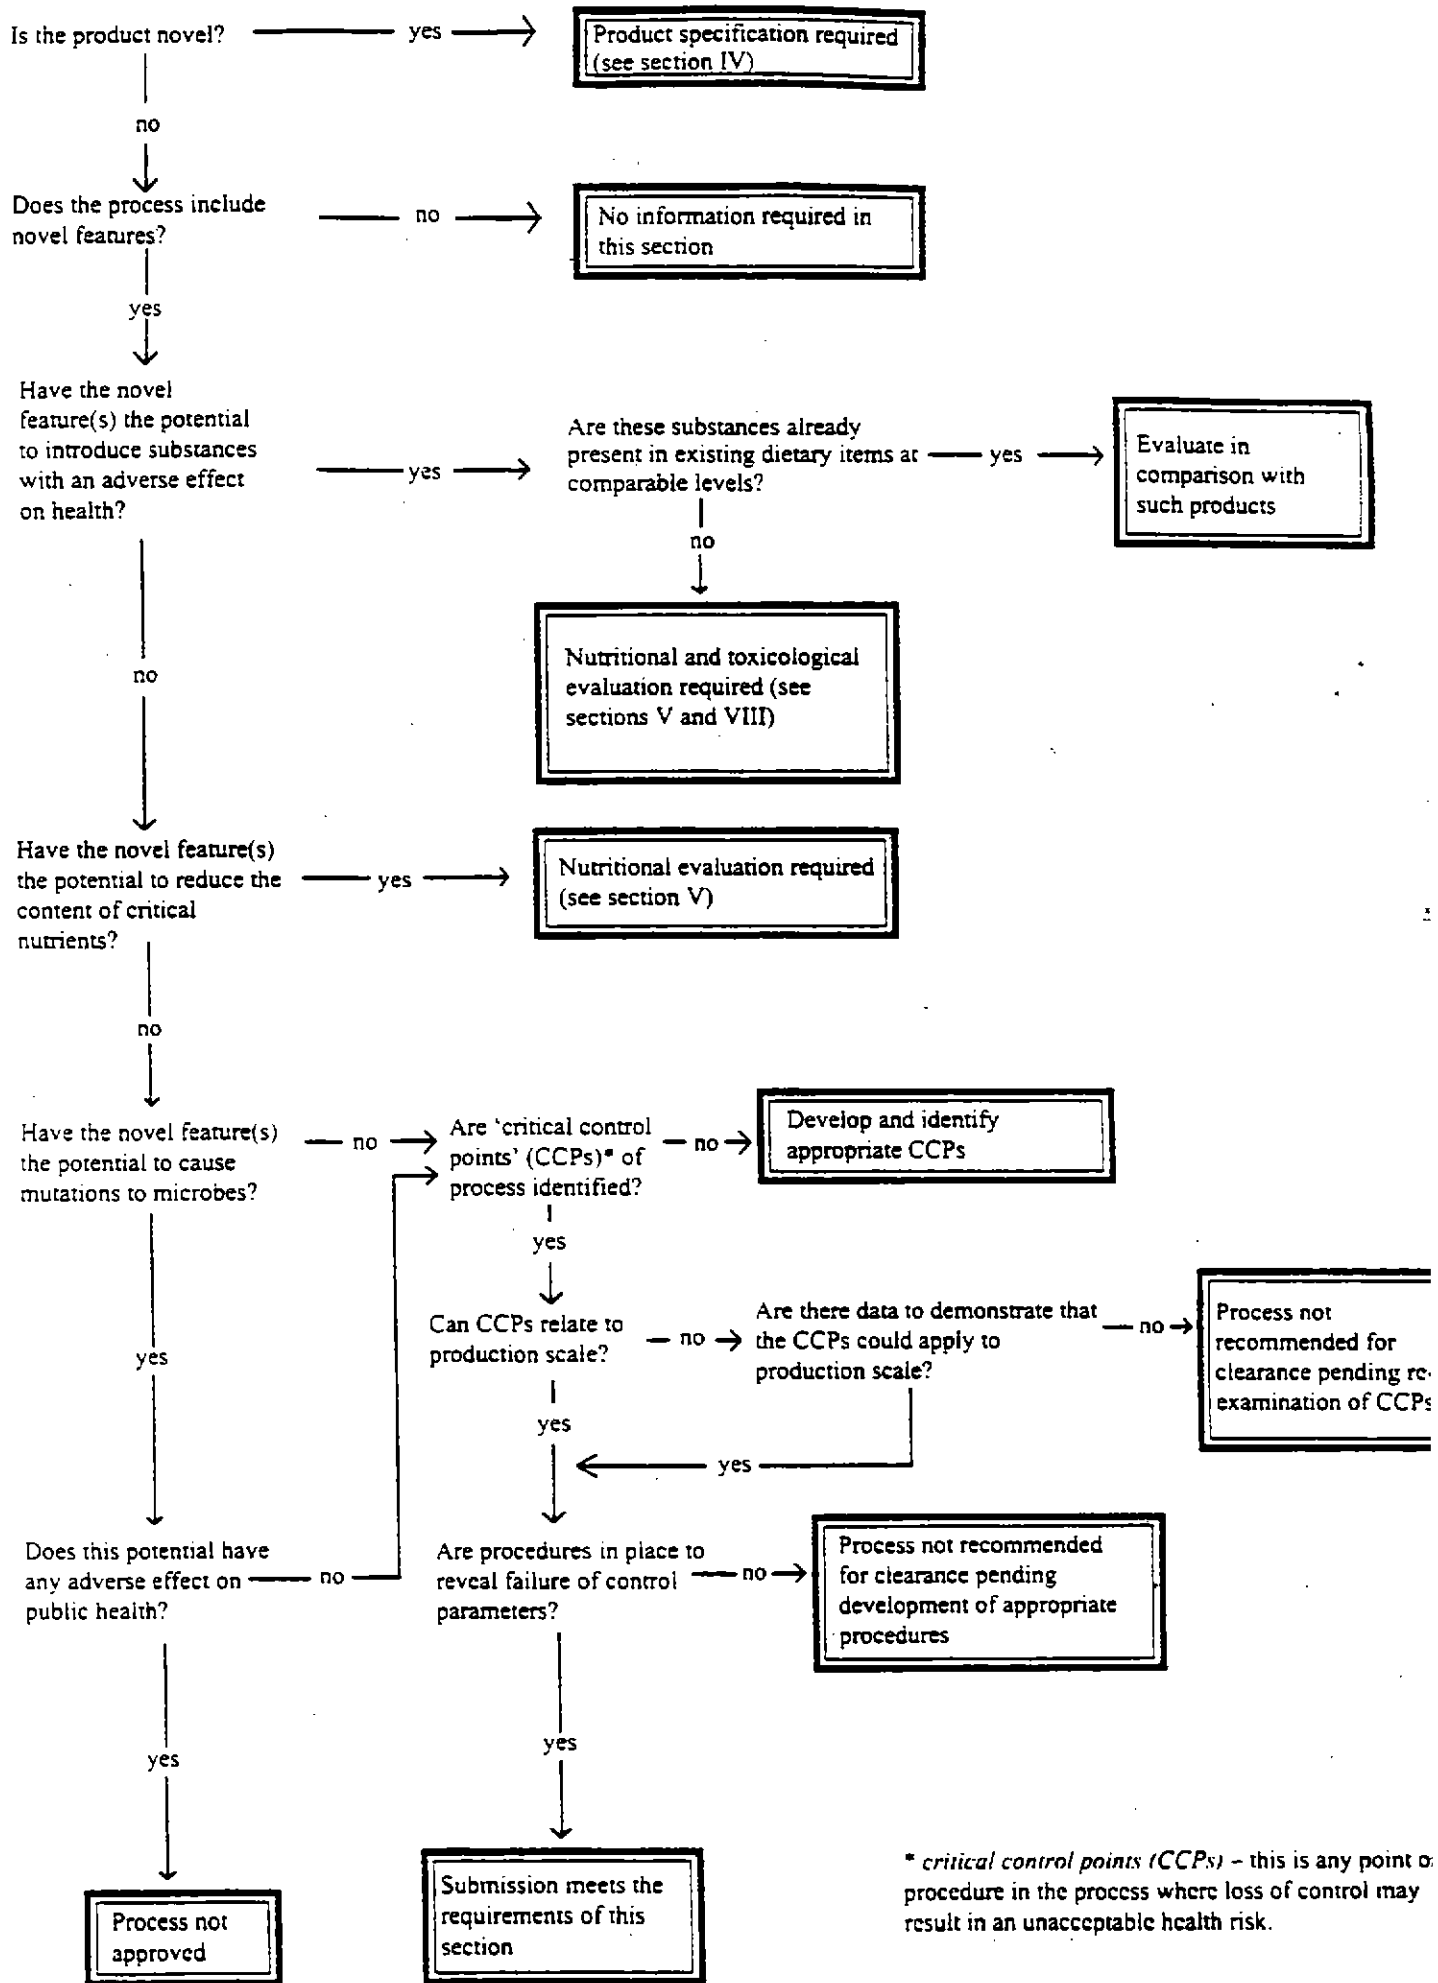 Is the product novel?
yes
Product specification required
(see section IV)
no
Does the process include
novel features?
no
No information required in
this section
yes
Have the novel
feature(s) the potential
to introduce substances
with an adverse effect
on health?
yes
Are these substances already
present in existing dietary items at
comparable levels?
yes
Evaluate in
comparison with
such products
no
Nutritional and toxicological
evaluation required (see
sections V and VIII)
no
Have the novel feature(s)
the potential to reduce the
content of critical
nutrients?
yes
Nutritional evaluation required
(see section V)
no
Have the novel feature(s)
the potential to cause
mutations to microbes?
no
Are ‘critical control
points’ (CCPs)* of
process identified?
no
Develop and identify
appropriate CCPs
yes
Can CCPs relate to
production scale?
no
Are there data to demonstrate that
the CCPs could apply to
production scale?
no
Process not
recommended for
clearance pending re-
examination of CCPs
yes
yes
yes
Does this potential have
any adverse effect on
public health?
no
Are procedures in place to
reveal failure of control
parameters?
no
Process not recommended
for clearance pending
development of appropriate
procedures
yes
yes
Process not
approved
Submission meets the
requirements of this
section
* critical control points (CCPs) – this is any point o
procedure in the process where loss of control may
result in an unacceptable health risk.